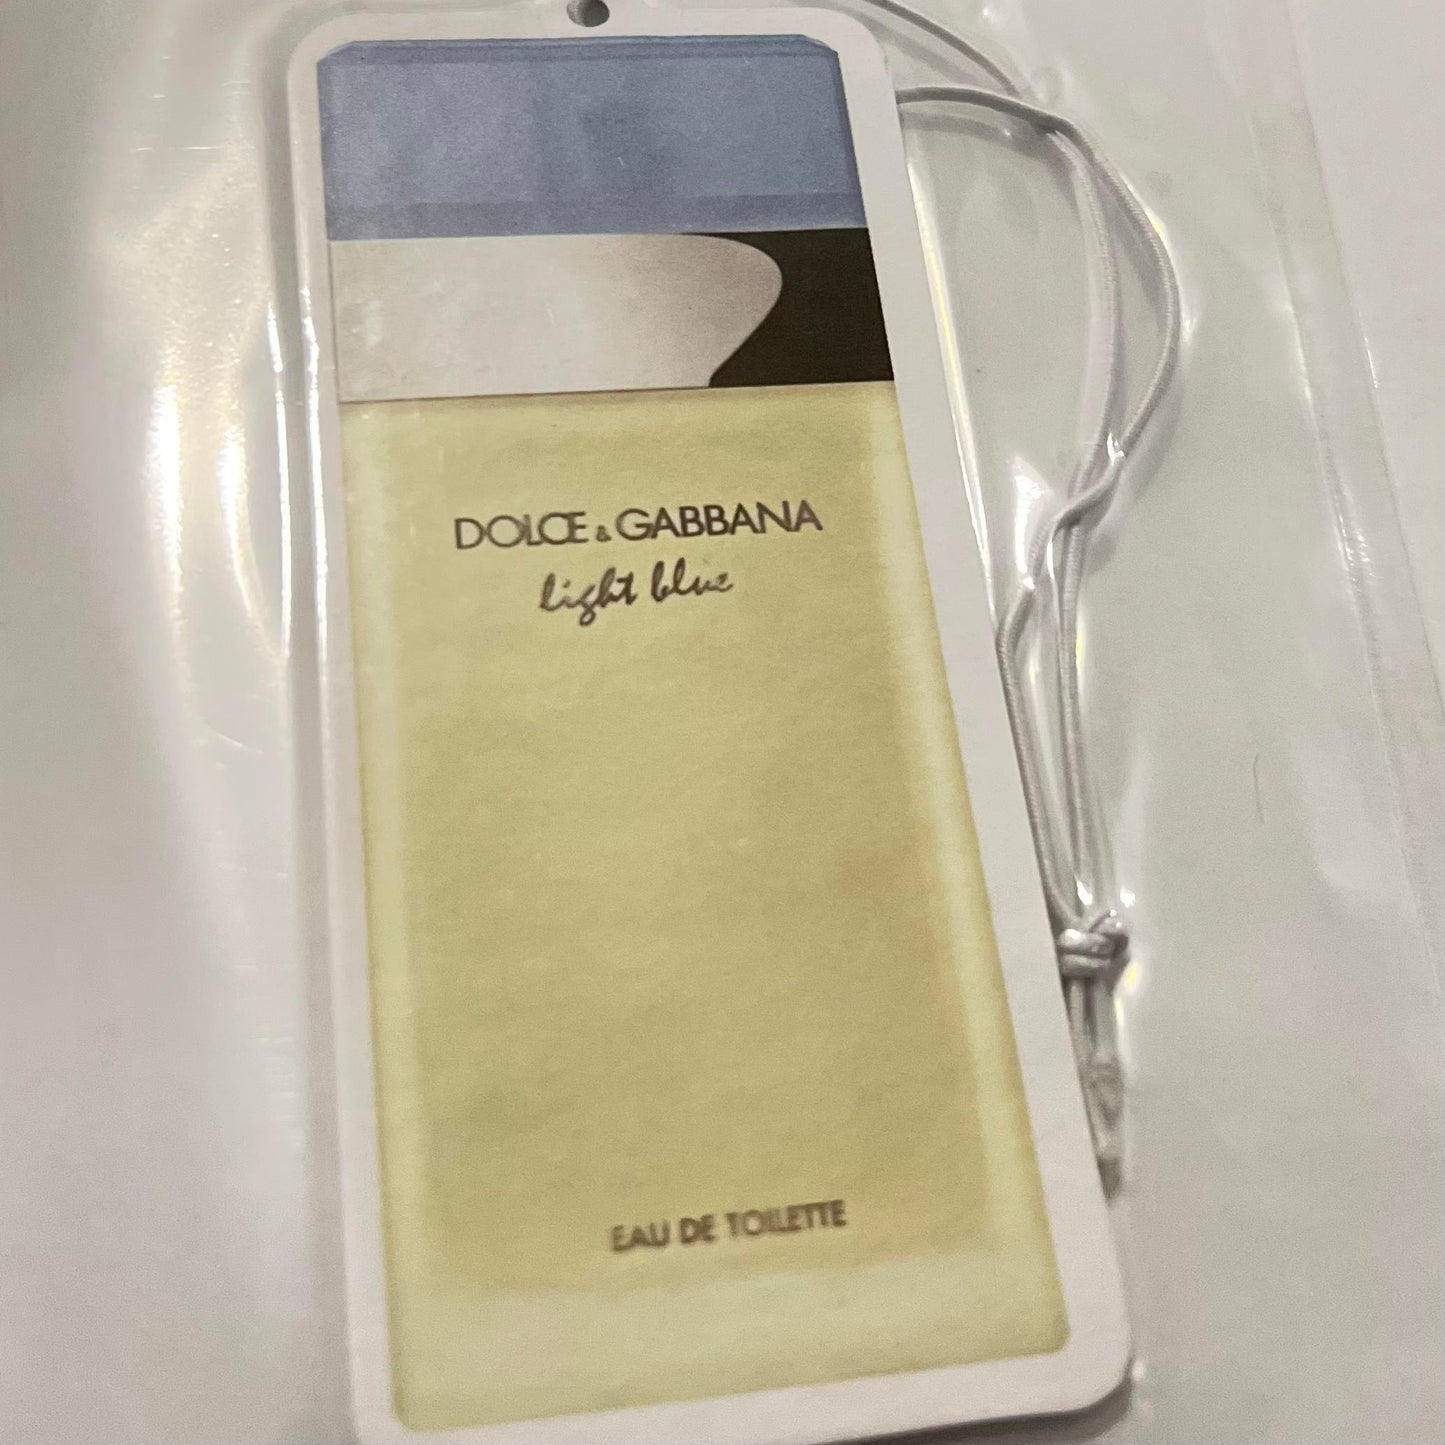 DOLCE & GABBANA
light blue
EAU DE TOILETTE